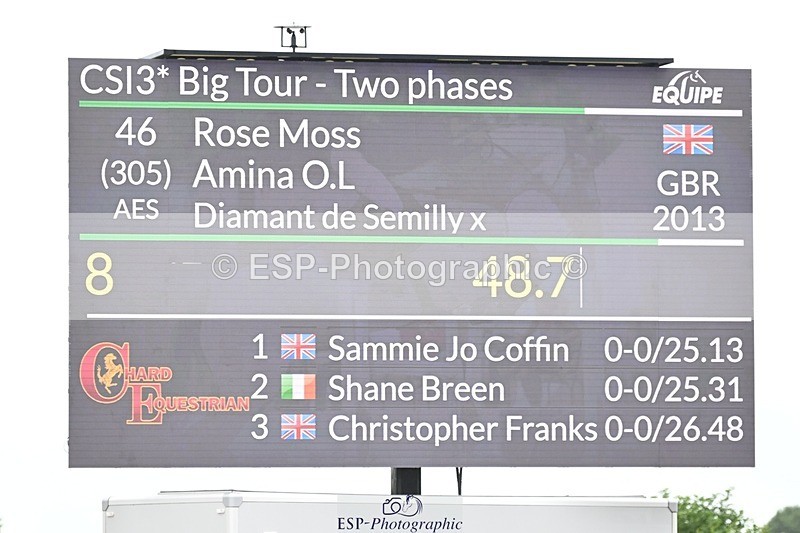 CSI3* Big Tour - Two phases
EQUIPE
46 Rose Moss
(305) Amina O.L GBR
AES Diamant de Semilly x 2013
8 48.7
© ESP-Photographic ©
CHARD EQUESTRIAN
1 Sammie Jo Coffin 0-0/25.13
2 Shane Breen 0-0/25.31
3 Christopher Franks 0-0/26.48
ESP-Photographic